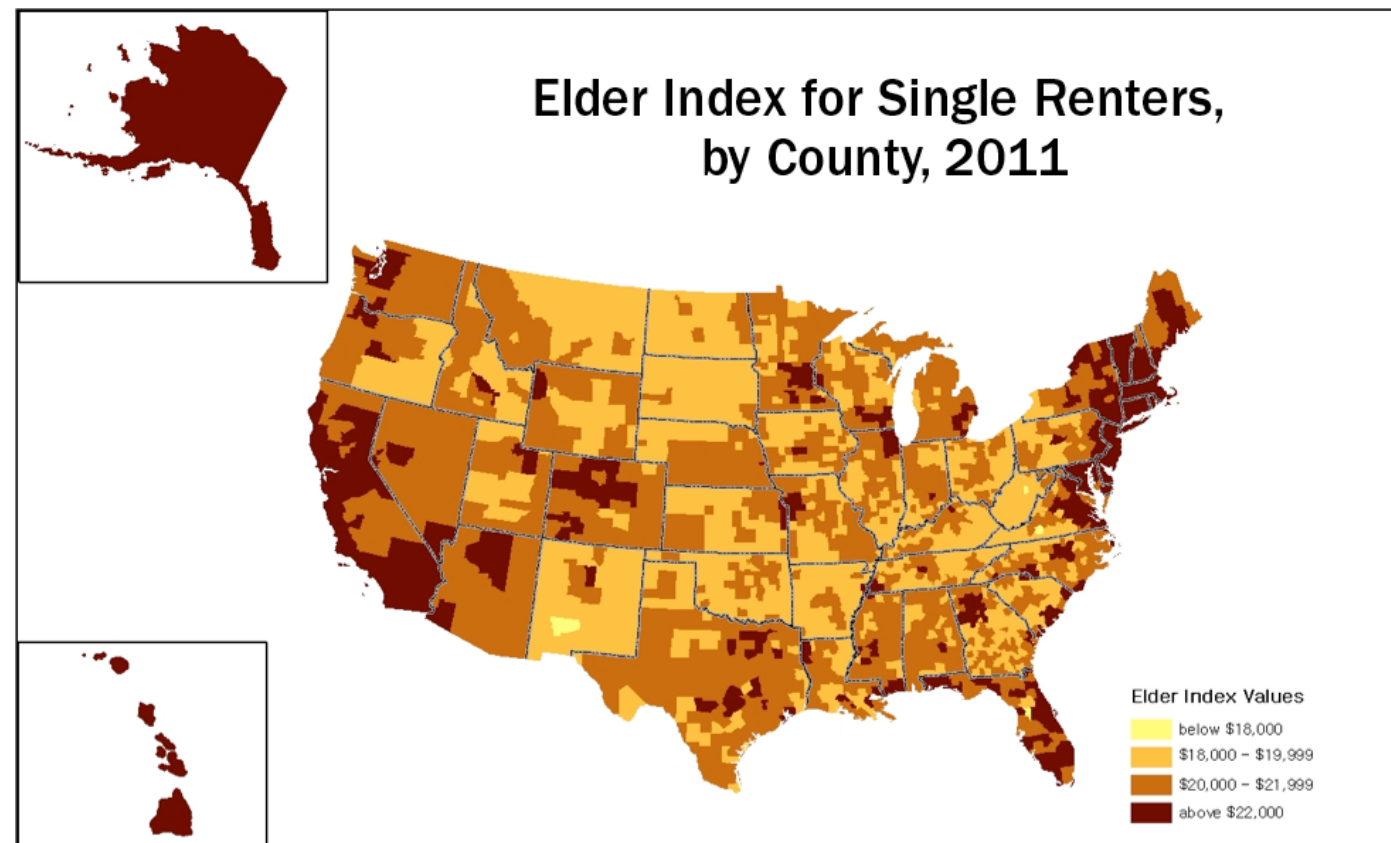 Elder Index for Single Renters,
by County, 2011
Elder Index Values
below $18,000
$18,000 – $19,999
$20,000 – $21,999
above $22,000